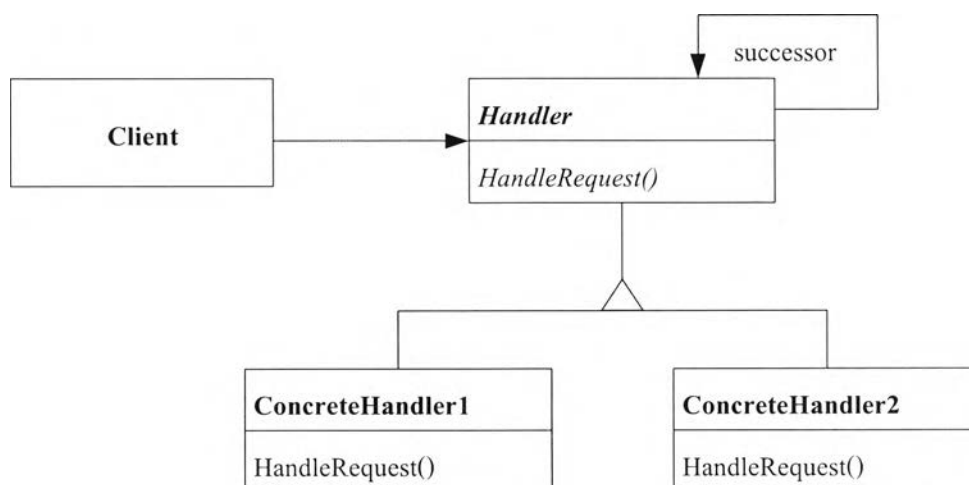 successor
Client
Handler
HandleRequest()
ConcreteHandler1
HandleRequest()
ConcreteHandler2
HandleRequest()